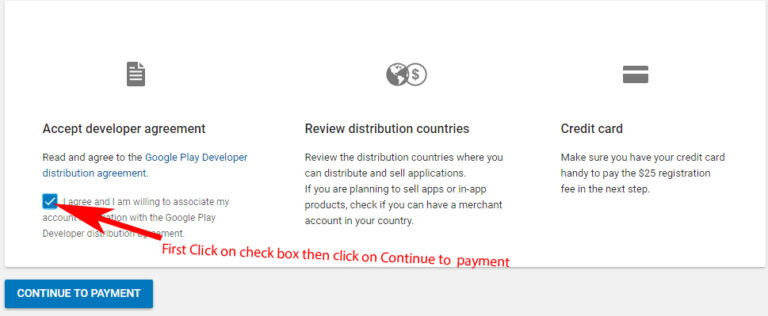 $
Accept developer agreement
Read and agree to the Google Play Developer
distribution agreement.
I agree and I am willing to associate my
account with the Google Play
Developer distribution agreement.
Review distribution countries
Review the distribution countries where you
can distribute and sell applications.
If you are planning to sell apps or in-app
products, check if you can have a merchant
account in your country.
Credit card
Make sure you have your credit card
handy to pay the $25 registration
fee in the next step.
First Click on check box then click on Continue to payment
CONTINUE TO PAYMENT